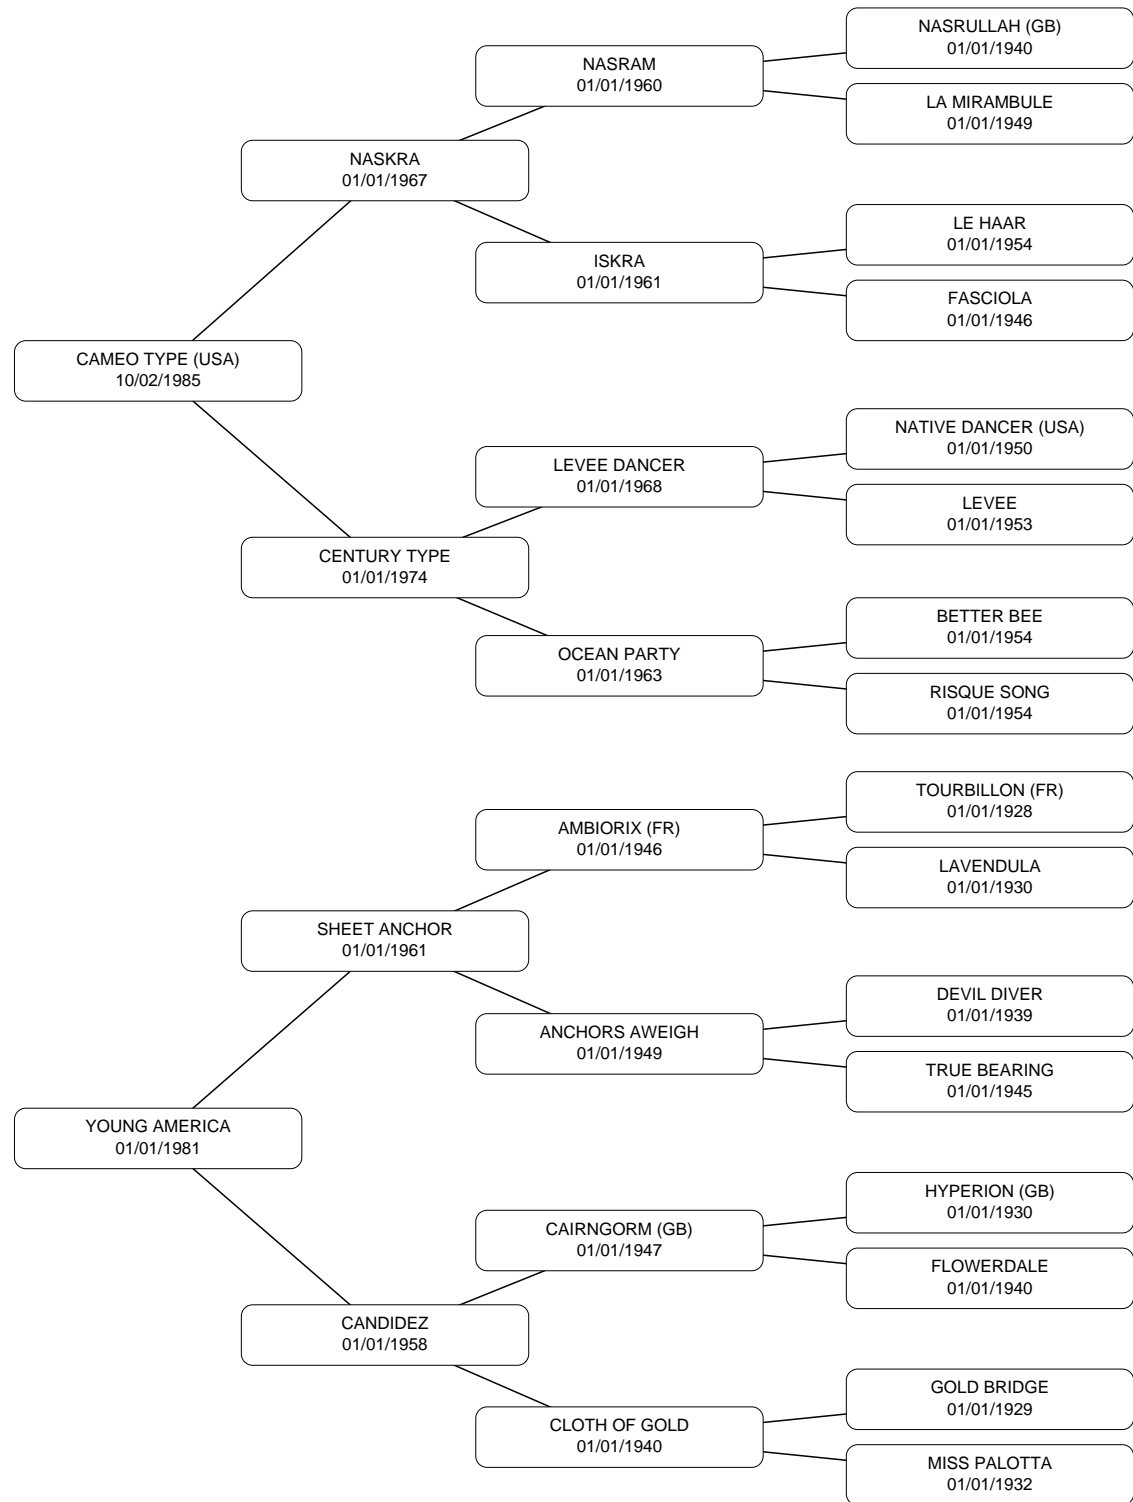 NASRULLAH (GB)
01/01/1940
NASRAM
01/01/1960
LA MIRAMBULE
01/01/1949
NASKRA
01/01/1967
LE HAAR
01/01/1954
ISKRA
01/01/1961
FASCIOLA
01/01/1946
CAMEO TYPE (USA)
10/02/1985
NATIVE DANCER (USA)
01/01/1950
LEVEE DANCER
01/01/1968
LEVEE
01/01/1953
CENTURY TYPE
01/01/1974
BETTER BEE
01/01/1954
OCEAN PARTY
01/01/1963
RISQUE SONG
01/01/1954
TOURBILLON (FR)
01/01/1928
AMBIORIX (FR)
01/01/1946
LAVENDULA
01/01/1930
SHEET ANCHOR
01/01/1961
DEVIL DIVER
01/01/1939
ANCHORS AWEIGH
01/01/1949
TRUE BEARING
01/01/1945
YOUNG AMERICA
01/01/1981
HYPERION (GB)
01/01/1930
CAIRNGORM (GB)
01/01/1947
FLOWERDALE
01/01/1940
CANDIDEZ
01/01/1958
GOLD BRIDGE
01/01/1929
CLOTH OF GOLD
01/01/1940
MISS PALOTTA
01/01/1932